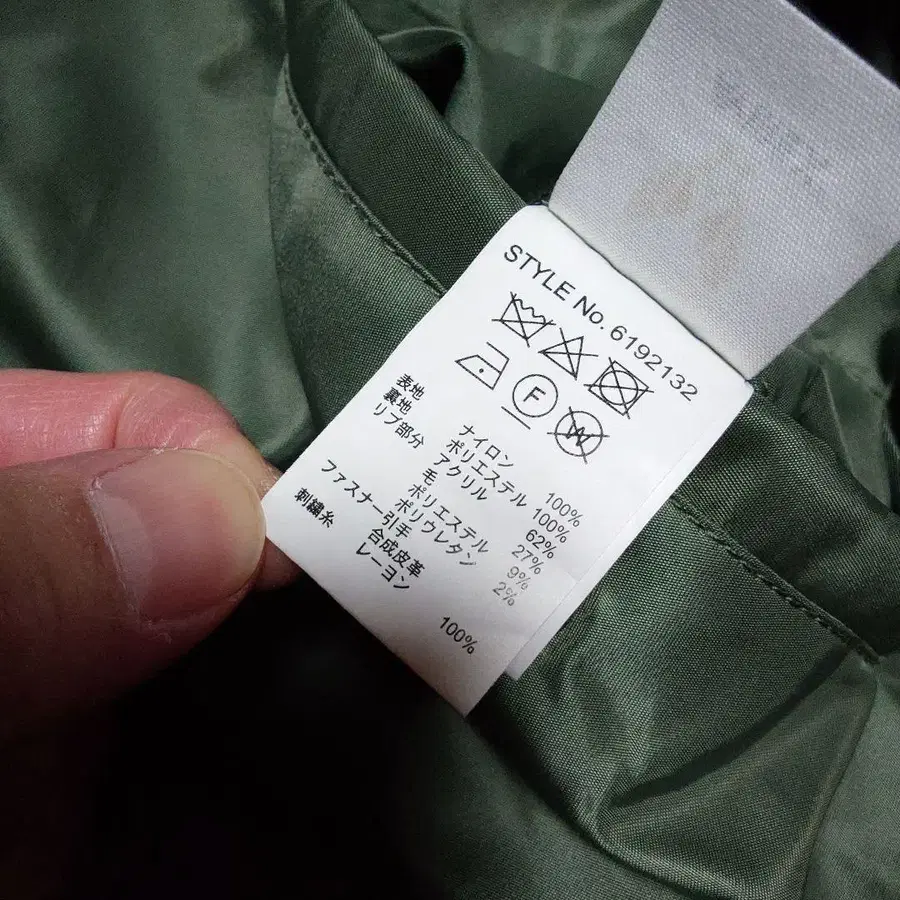 STYLE No. 6192132
F
W
表地 ナイロン 100%
裏地 ポリエステル 100%
リブ部分 アクリル 62%
毛 27%
ポリエステル 9%
ポリウレタン 2%
ファスナー引手 合成皮革
刺繍糸 レーヨン 100%